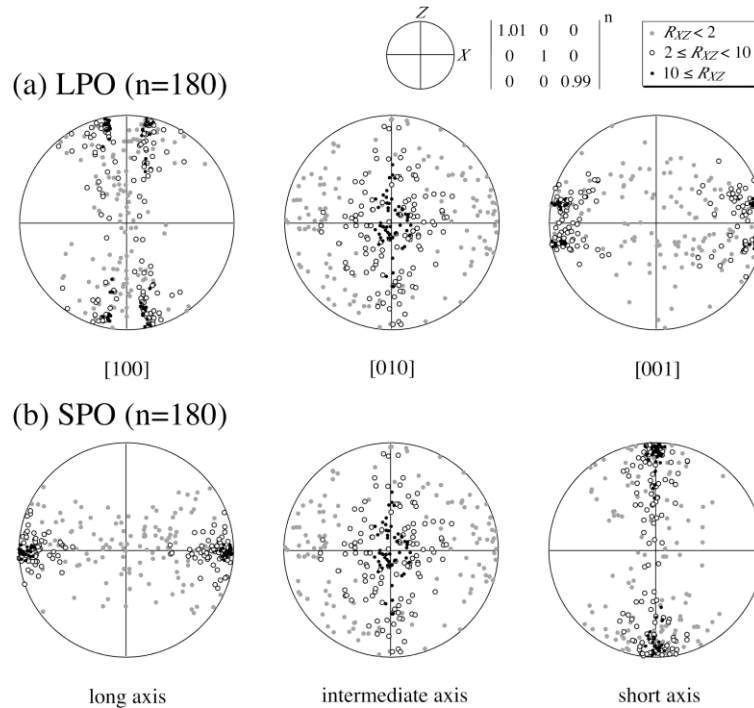 Z
X
1.01 0 0
0 1 0
0 0 0.99
n
R_XZ < 2
2 ≤ R_XZ < 10
10 ≤ R_XZ
(a) LPO (n=180)
[100] [010] [001]
(b) SPO (n=180)
long axis intermediate axis short axis